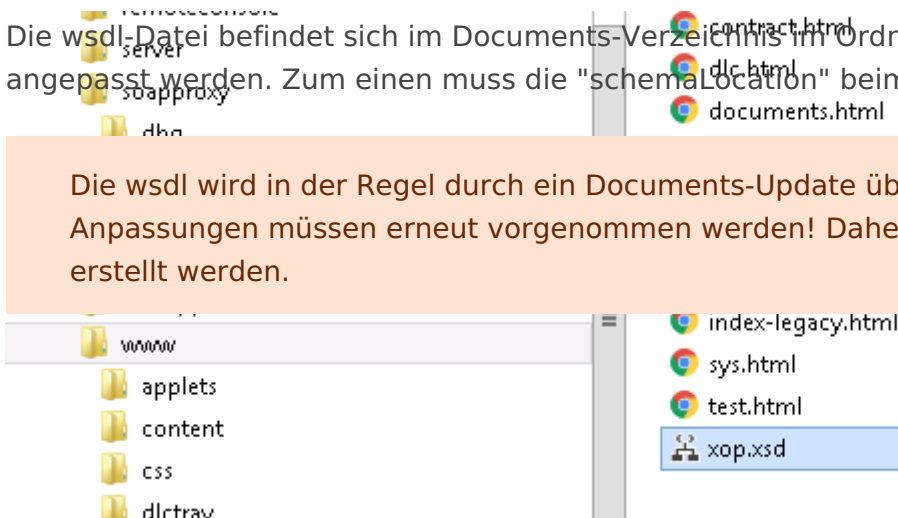 remoteconsole
Die wsdl-Datei befindet sich im Documents-Verzeichnis im Ordn
server
contract.html
angepasst werden. Zum einen muss die "schemaLocation" beim
soapproxy
dlc.html
documents.html
dbg
Die wsdl wird in der Regel durch ein Documents-Update üb
Anpassungen müssen erneut vorgenommen werden! Dahe
erstellt werden.
index-legacy.html
www
sys.html
applets
test.html
content
xop.xsd
css
dlctray